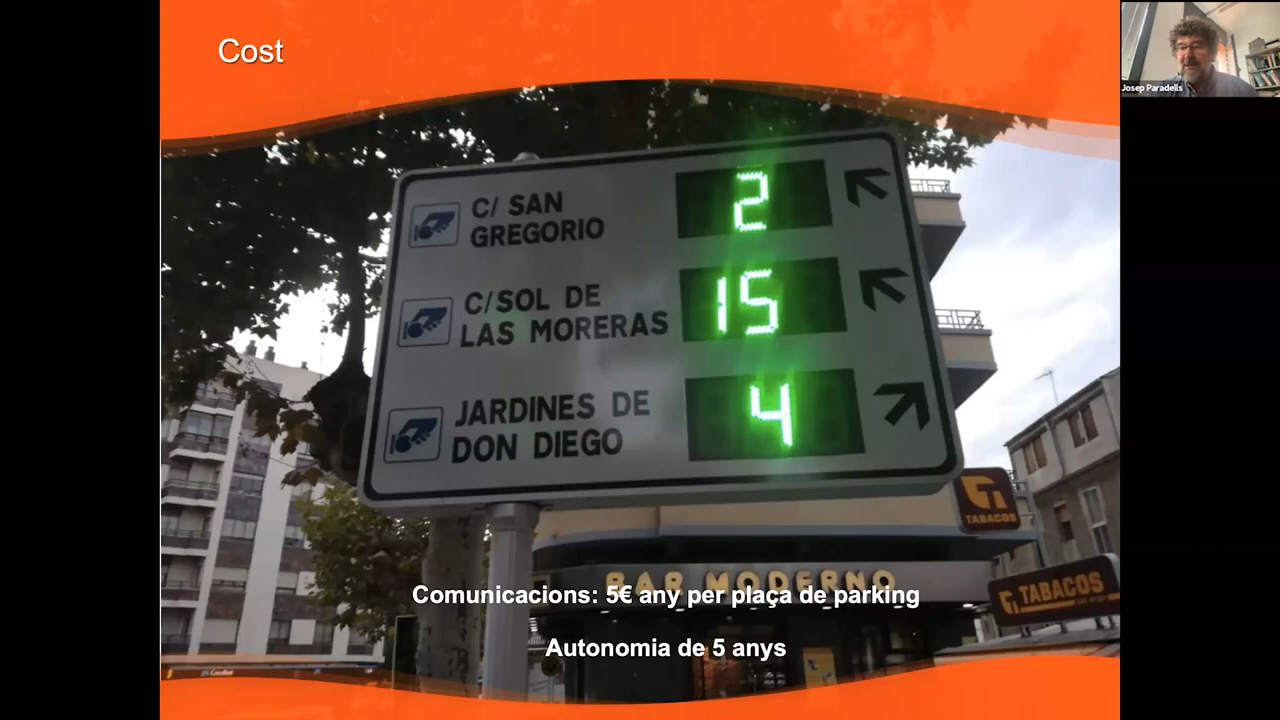 Cost
Josep Paradells
C/ SAN
GREGORIO
2
C/SOL DE
LAS MORERAS
15
JARDINES DE
DON DIEGO
4
TABACOS
TABACOS
BAR MODERNO
Comunicacions: 5€ any per plaça de parking
Autonomia de 5 anys